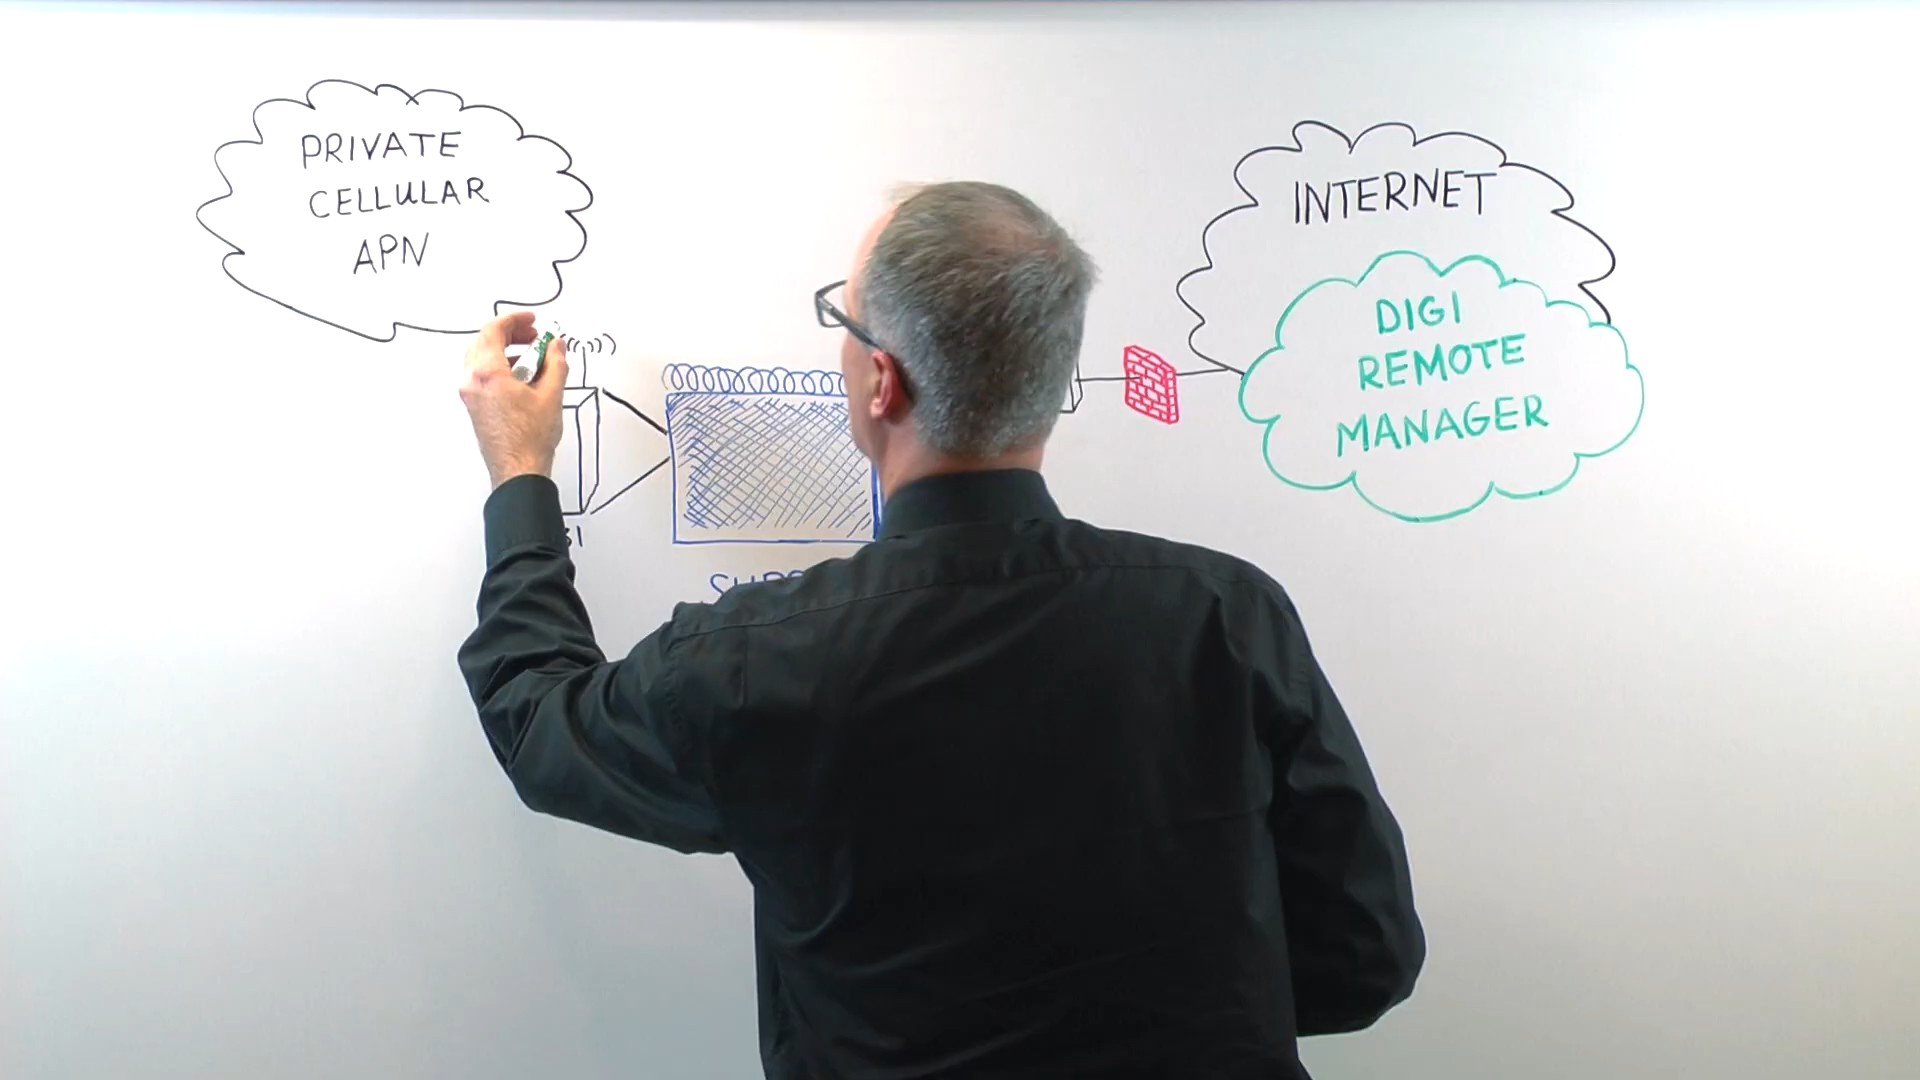 PRIVATE
CELLULAR
APN
INTERNET
DIGI
REMOTE
MANAGER